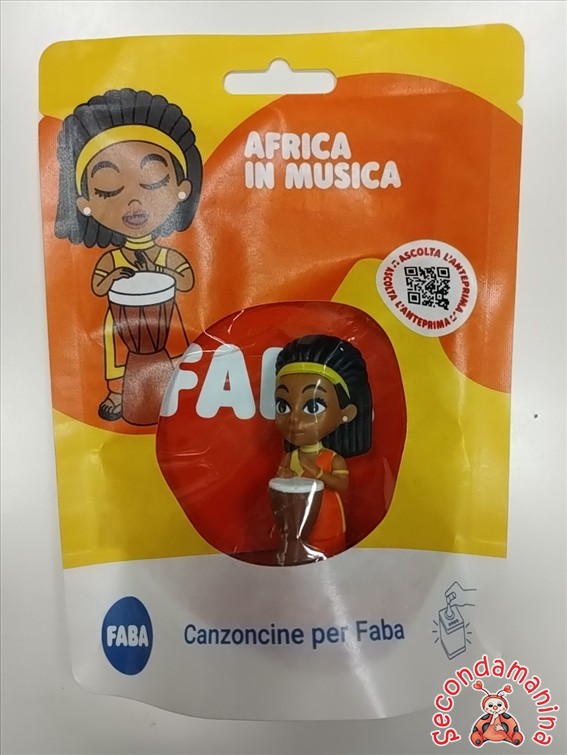 AFRICA
IN MUSICA
ASCOLTA L'ANTEPRIMA
ASCOLTA L'ANTEPRIMA
FAB
FABA
Canzoncine per Faba
Secondamanina